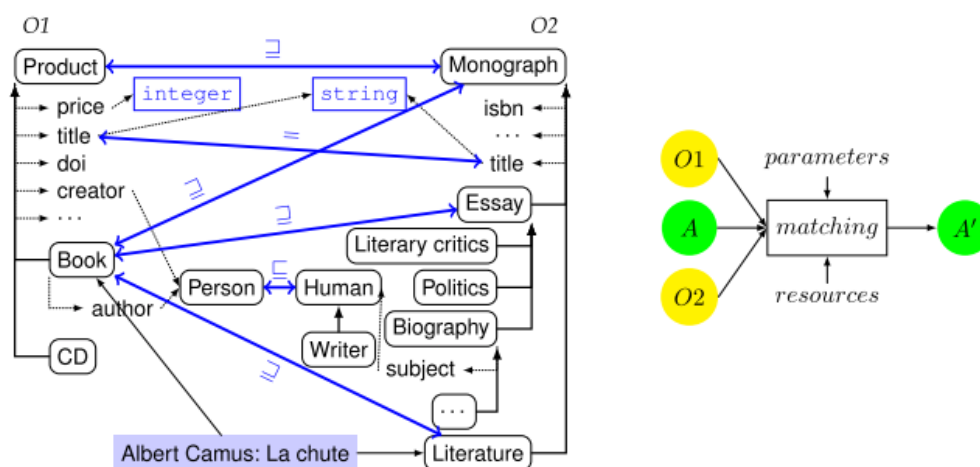 O1
O2
⊒
Product
Monograph
price
integer
string
isbn
title
=
...
doi
title
creator
⊒
...
Essay
⊒
Book
Literary critics
Person
⊑
Human
Politics
author
Biography
Writer
CD
⊒
subject
...
Albert Camus: La chute
Literature
O1
parameters
A
matching
A′
O2
resources